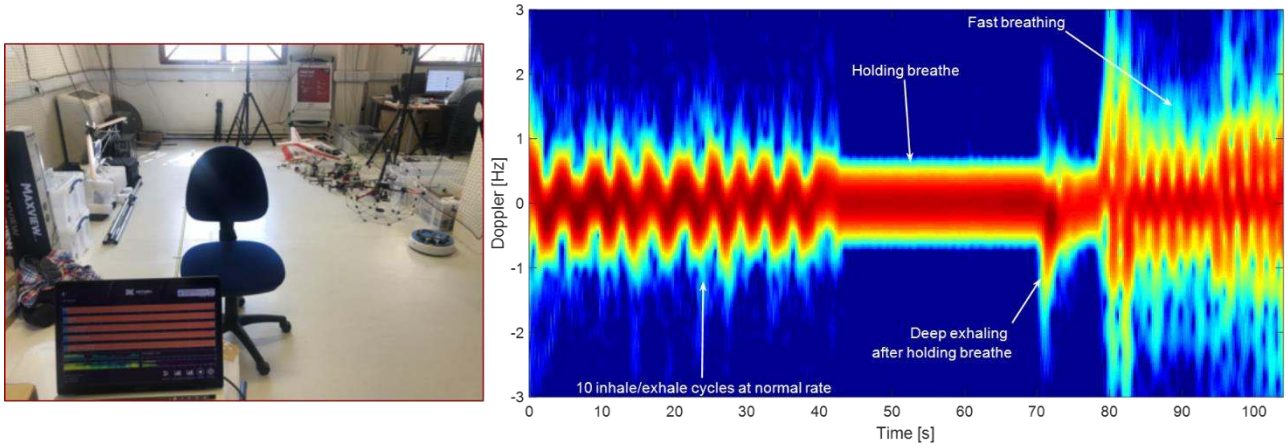 MAXVIEW
3
2
1
0
-1
-2
-3
Doppler [Hz]
Fast breathing
Holding breathe
Deep exhaling
after holding breathe
10 inhale/exhale cycles at normal rate
0 10 20 30 40 50 60 70 80 90 100
Time [s]